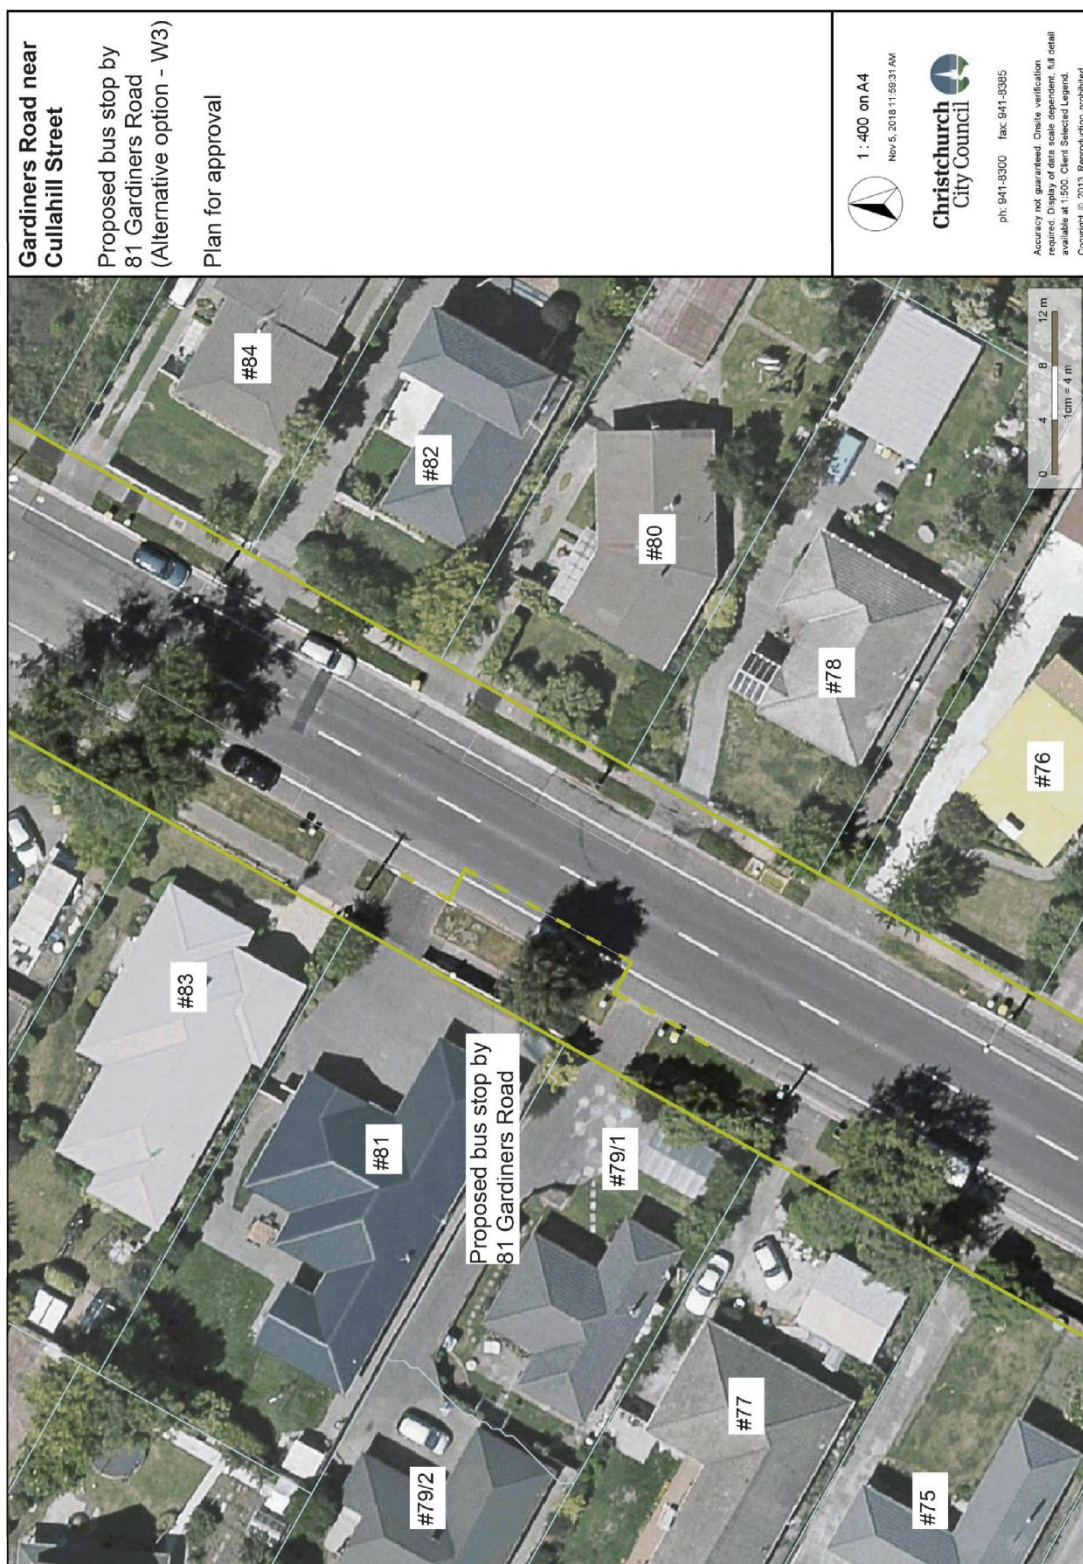 Gardiners Road near
Cullahill Street
Proposed bus stop by
81 Gardiners Road
(Alternative option - W3)
Plan for approval
1 : 400 on A4
Nov 5, 2018 11:59:31 AM
Christchurch
City Council
ph: 941-8300 fax: 941-8385
Accuracy not guaranteed. Onsite verification
required. Display of data scale dependent, full detail
available at 1:500. Client Selected Legend.
Copyright © 2013. Reproduction prohibited
#84
#82
#80
#78
#76
#83
#81
Proposed bus stop by
81 Gardiners Road
#79/1
#79/2
#77
#75
0 4 8 12 m
1cm = 4 m